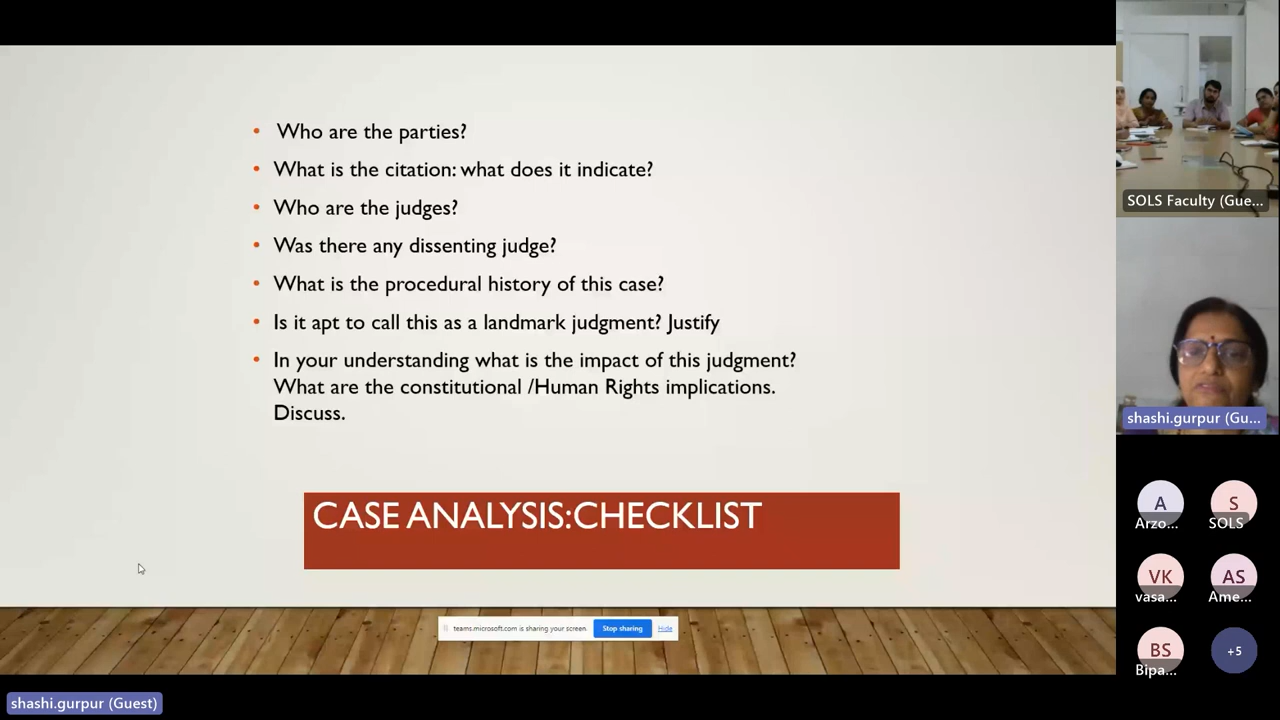 Who are the parties?
What is the citation: what does it indicate?
Who are the judges?
Was there any dissenting judge?
What is the procedural history of this case?
Is it apt to call this as a landmark judgment? Justify
In your understanding what is the impact of this judgment?
What are the constitutional /Human Rights implications.
Discuss.
CASE ANALYSIS:CHECKLIST
teams.microsoft.com is sharing your screen.
Stop sharing
Hide
shashi.gurpur (Guest)
SOLS Faculty (Gue...
shashi.gurpur (Gu...
A
Arzo...
S
SOLS
VK
vasa...
AS
Ame...
BS
Bipa...
+5